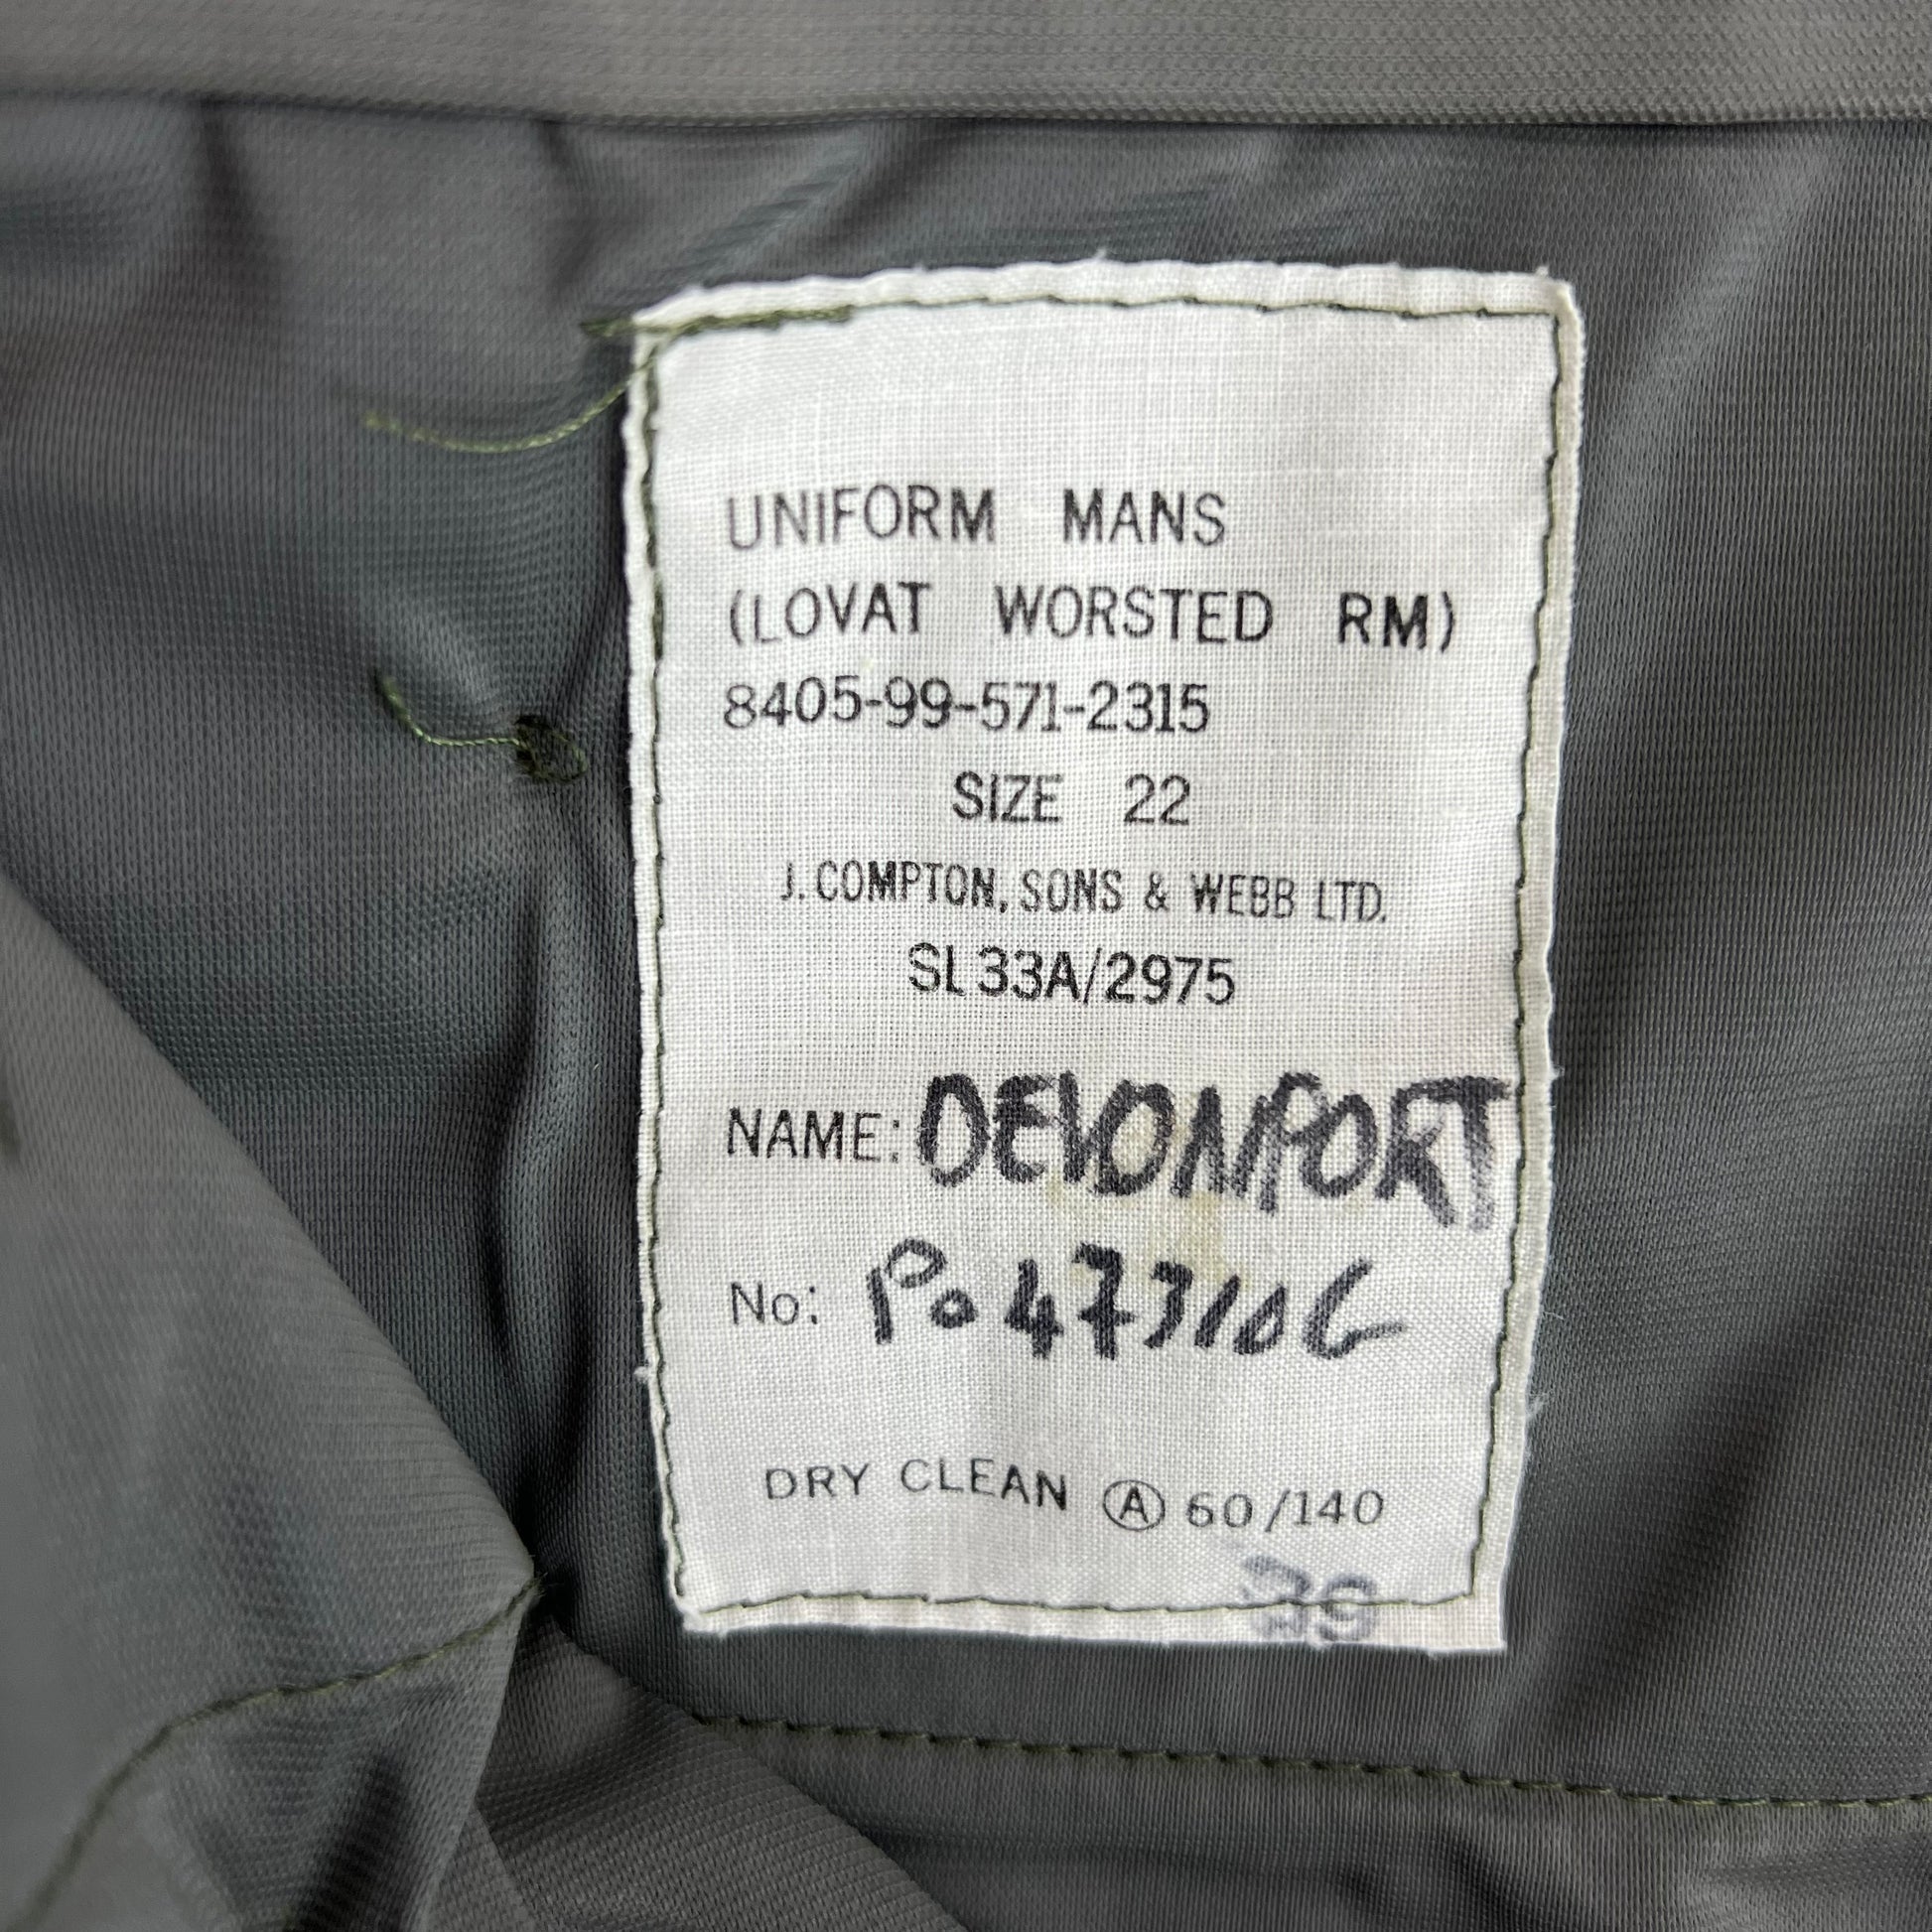 UNIFORM MANS
(LOVAT WORSTED RM)
8405-99-571-2315
SIZE 22
J. COMPTON, SONS & WEBB LTD.
SL33A/2975
NAME: DEVONPORT
No: Po47310G
DRY CLEAN Ⓐ 60/140